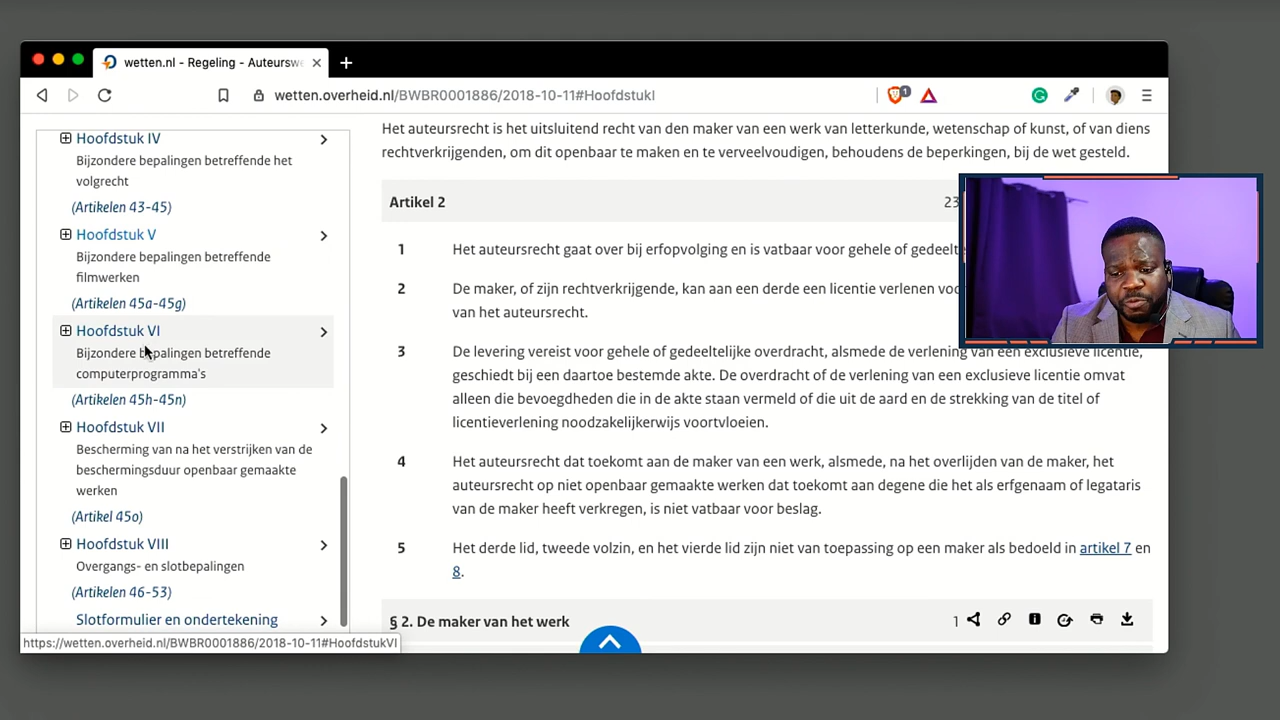 wetten.nl - Regeling - Auteursw
wetten.overheid.nl/BWBR0001886/2018-10-11#HoofdstukI
1
Hoofdstuk IV
Bijzondere bepalingen betreffende het
volgrecht
(Artikelen 43-45)
Hoofdstuk V
Bijzondere bepalingen betreffende
filmwerken
(Artikelen 45a-45g)
Hoofdstuk VI
Bijzondere bepalingen betreffende
computerprogramma's
(Artikelen 45h-45n)
Hoofdstuk VII
Bescherming van na het verstrijken van de
beschermingsduur openbaar gemaakte
werken
(Artikel 45o)
Hoofdstuk VIII
Overgangs- en slotbepalingen
(Artikelen 46-53)
Slotformulier en ondertekening
https://wetten.overheid.nl/BWBR0001886/2018-10-11#HoofdstukVI
Het auteursrecht is het uitsluitend recht van den maker van een werk van letterkunde, wetenschap of kunst, of van diens
rechtverkrijgenden, om dit openbaar te maken en te verveelvoudigen, behoudens de beperkingen, bij de wet gesteld.
Artikel 2 23
1 Het auteursrecht gaat over bij erfopvolging en is vatbaar voor gehele of
2 De maker, of zijn rechtverkrijgende, kan aan een derde een licentie verlenen
van het auteursrecht.
3 De levering vereist voor gehele of gedeeltelijke overdracht, alsmede de verlening van een exclusieve licentie,
geschiedt bij een daartoe bestemde akte. De overdracht of de verlening van een exclusieve licentie omvat
alleen die bevoegdheden die in de akte staan vermeld of die uit de aard en de strekking van de titel of
licentieverlening noodzakelijkerwijs voortvloeien.
4 Het auteursrecht dat toekomt aan de maker van een werk, alsmede, na het overlijden van de maker, het
auteursrecht op niet openbaar gemaakte werken dat toekomt aan degene die het als erfgenaam of legataris
van de maker heeft verkregen, is niet vatbaar voor beslag.
5 Het derde lid, tweede volzin, en het vierde lid zijn niet van toepassing op een maker als bedoeld in artikel 7 en
8.
§ 2. De maker van het werk 1